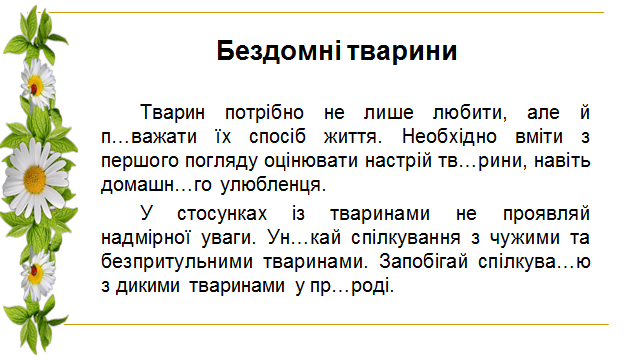 Бездомні тварини
Тварин потрібно не лише любити, але й
п…важати їх спосіб життя. Необхідно вміти з
першого погляду оцінювати настрій тв…рини, навіть
домашн…го улюбленця.
У стосунках із тваринами не проявляй
надмірної уваги. Ун…кай спілкування з чужими та
безпритульними тваринами. Запобігай спілкува…ю
з дикими тваринами у пр…роді.